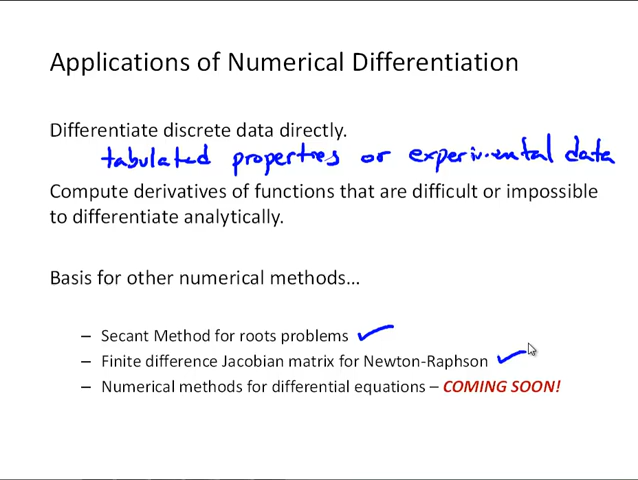 Applications of Numerical Differentiation
Differentiate discrete data directly.
tabulated properties or experimental data
Compute derivatives of functions that are difficult or impossible
to differentiate analytically.
Basis for other numerical methods...
– Secant Method for roots problems
– Finite difference Jacobian matrix for Newton-Raphson
– Numerical methods for differential equations – COMING SOON!